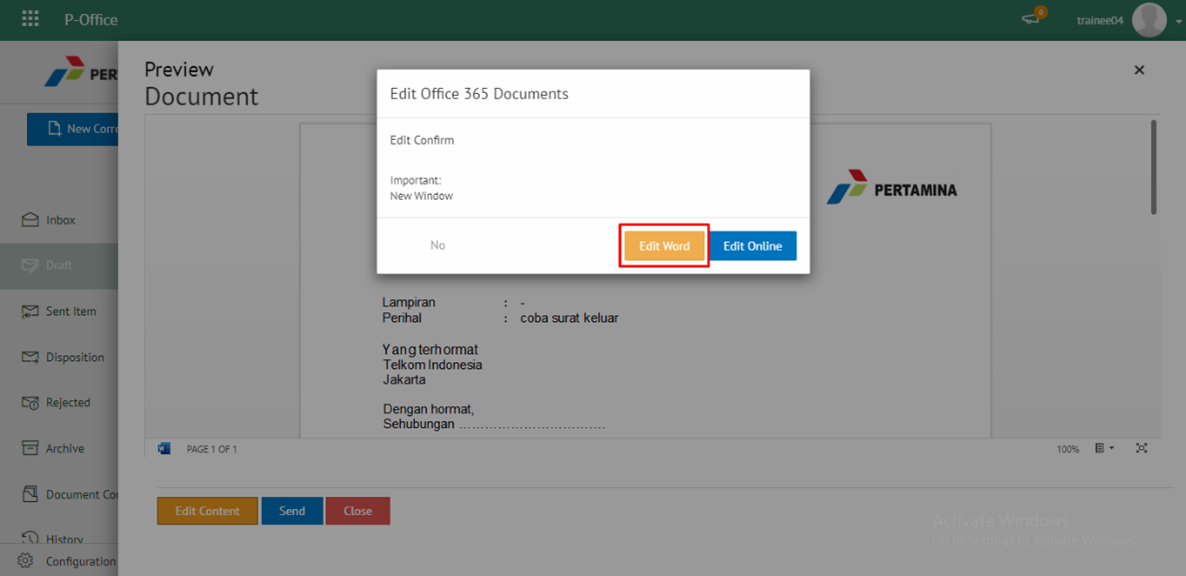 P-Office
0
trainee04
PER
New Corre
Inbox
Draft
Sent Item
Disposition
Rejected
Archive
Document Co
History
Configuration
Preview
Document
Edit Office 365 Documents
Edit Confirm
Important:
New Window
No
Edit Word
Edit Online
PERTAMINA
Lampiran : -
Perihal : coba surat keluar
Yang terhormat
Telkom Indonesia
Jakarta
Dengan hormat,
Sehubungan ……………………………
PAGE 1 OF 1
100%
Edit Content
Send
Close
Activate Windows
Go to Settings to activate Windows.